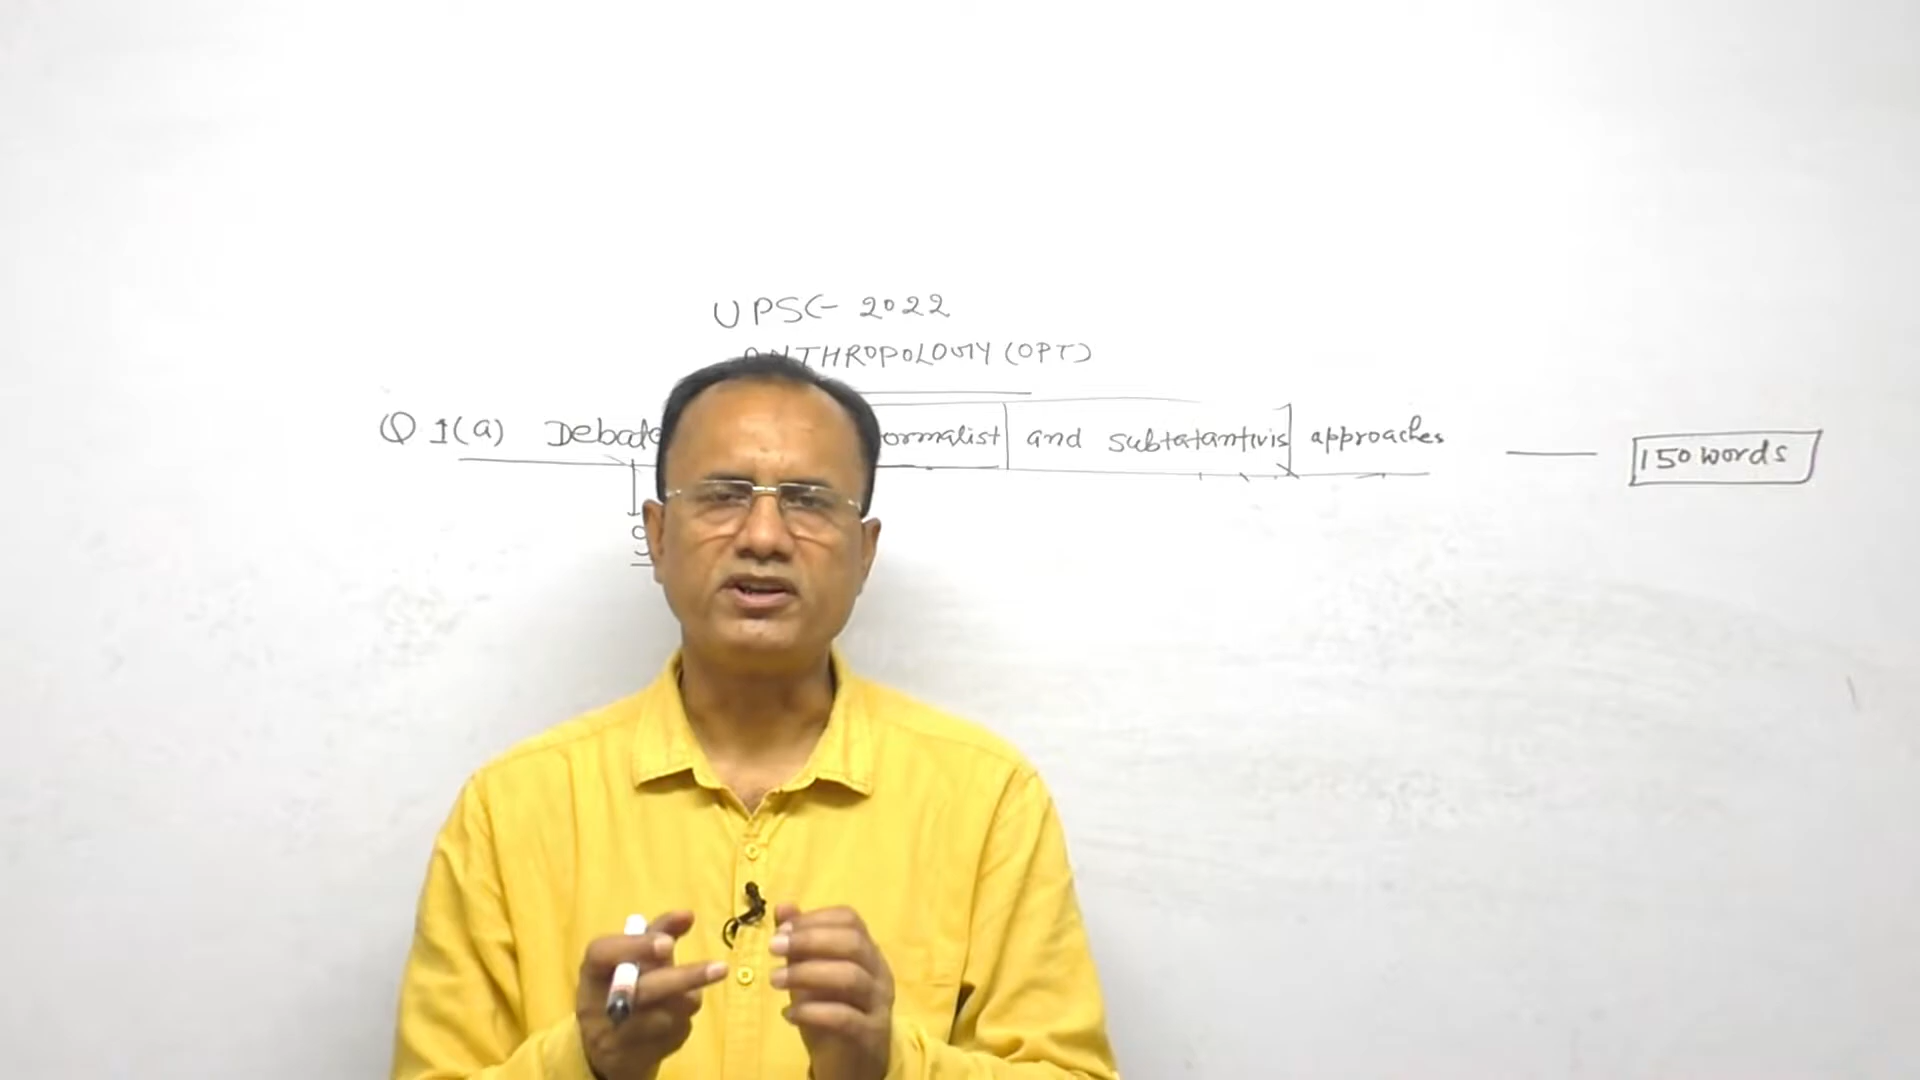 UPSC 2022
ANTHROPOLOGY (OPT)
Q 1(a) Debate ormalist and subtatantivis approaches 150 words